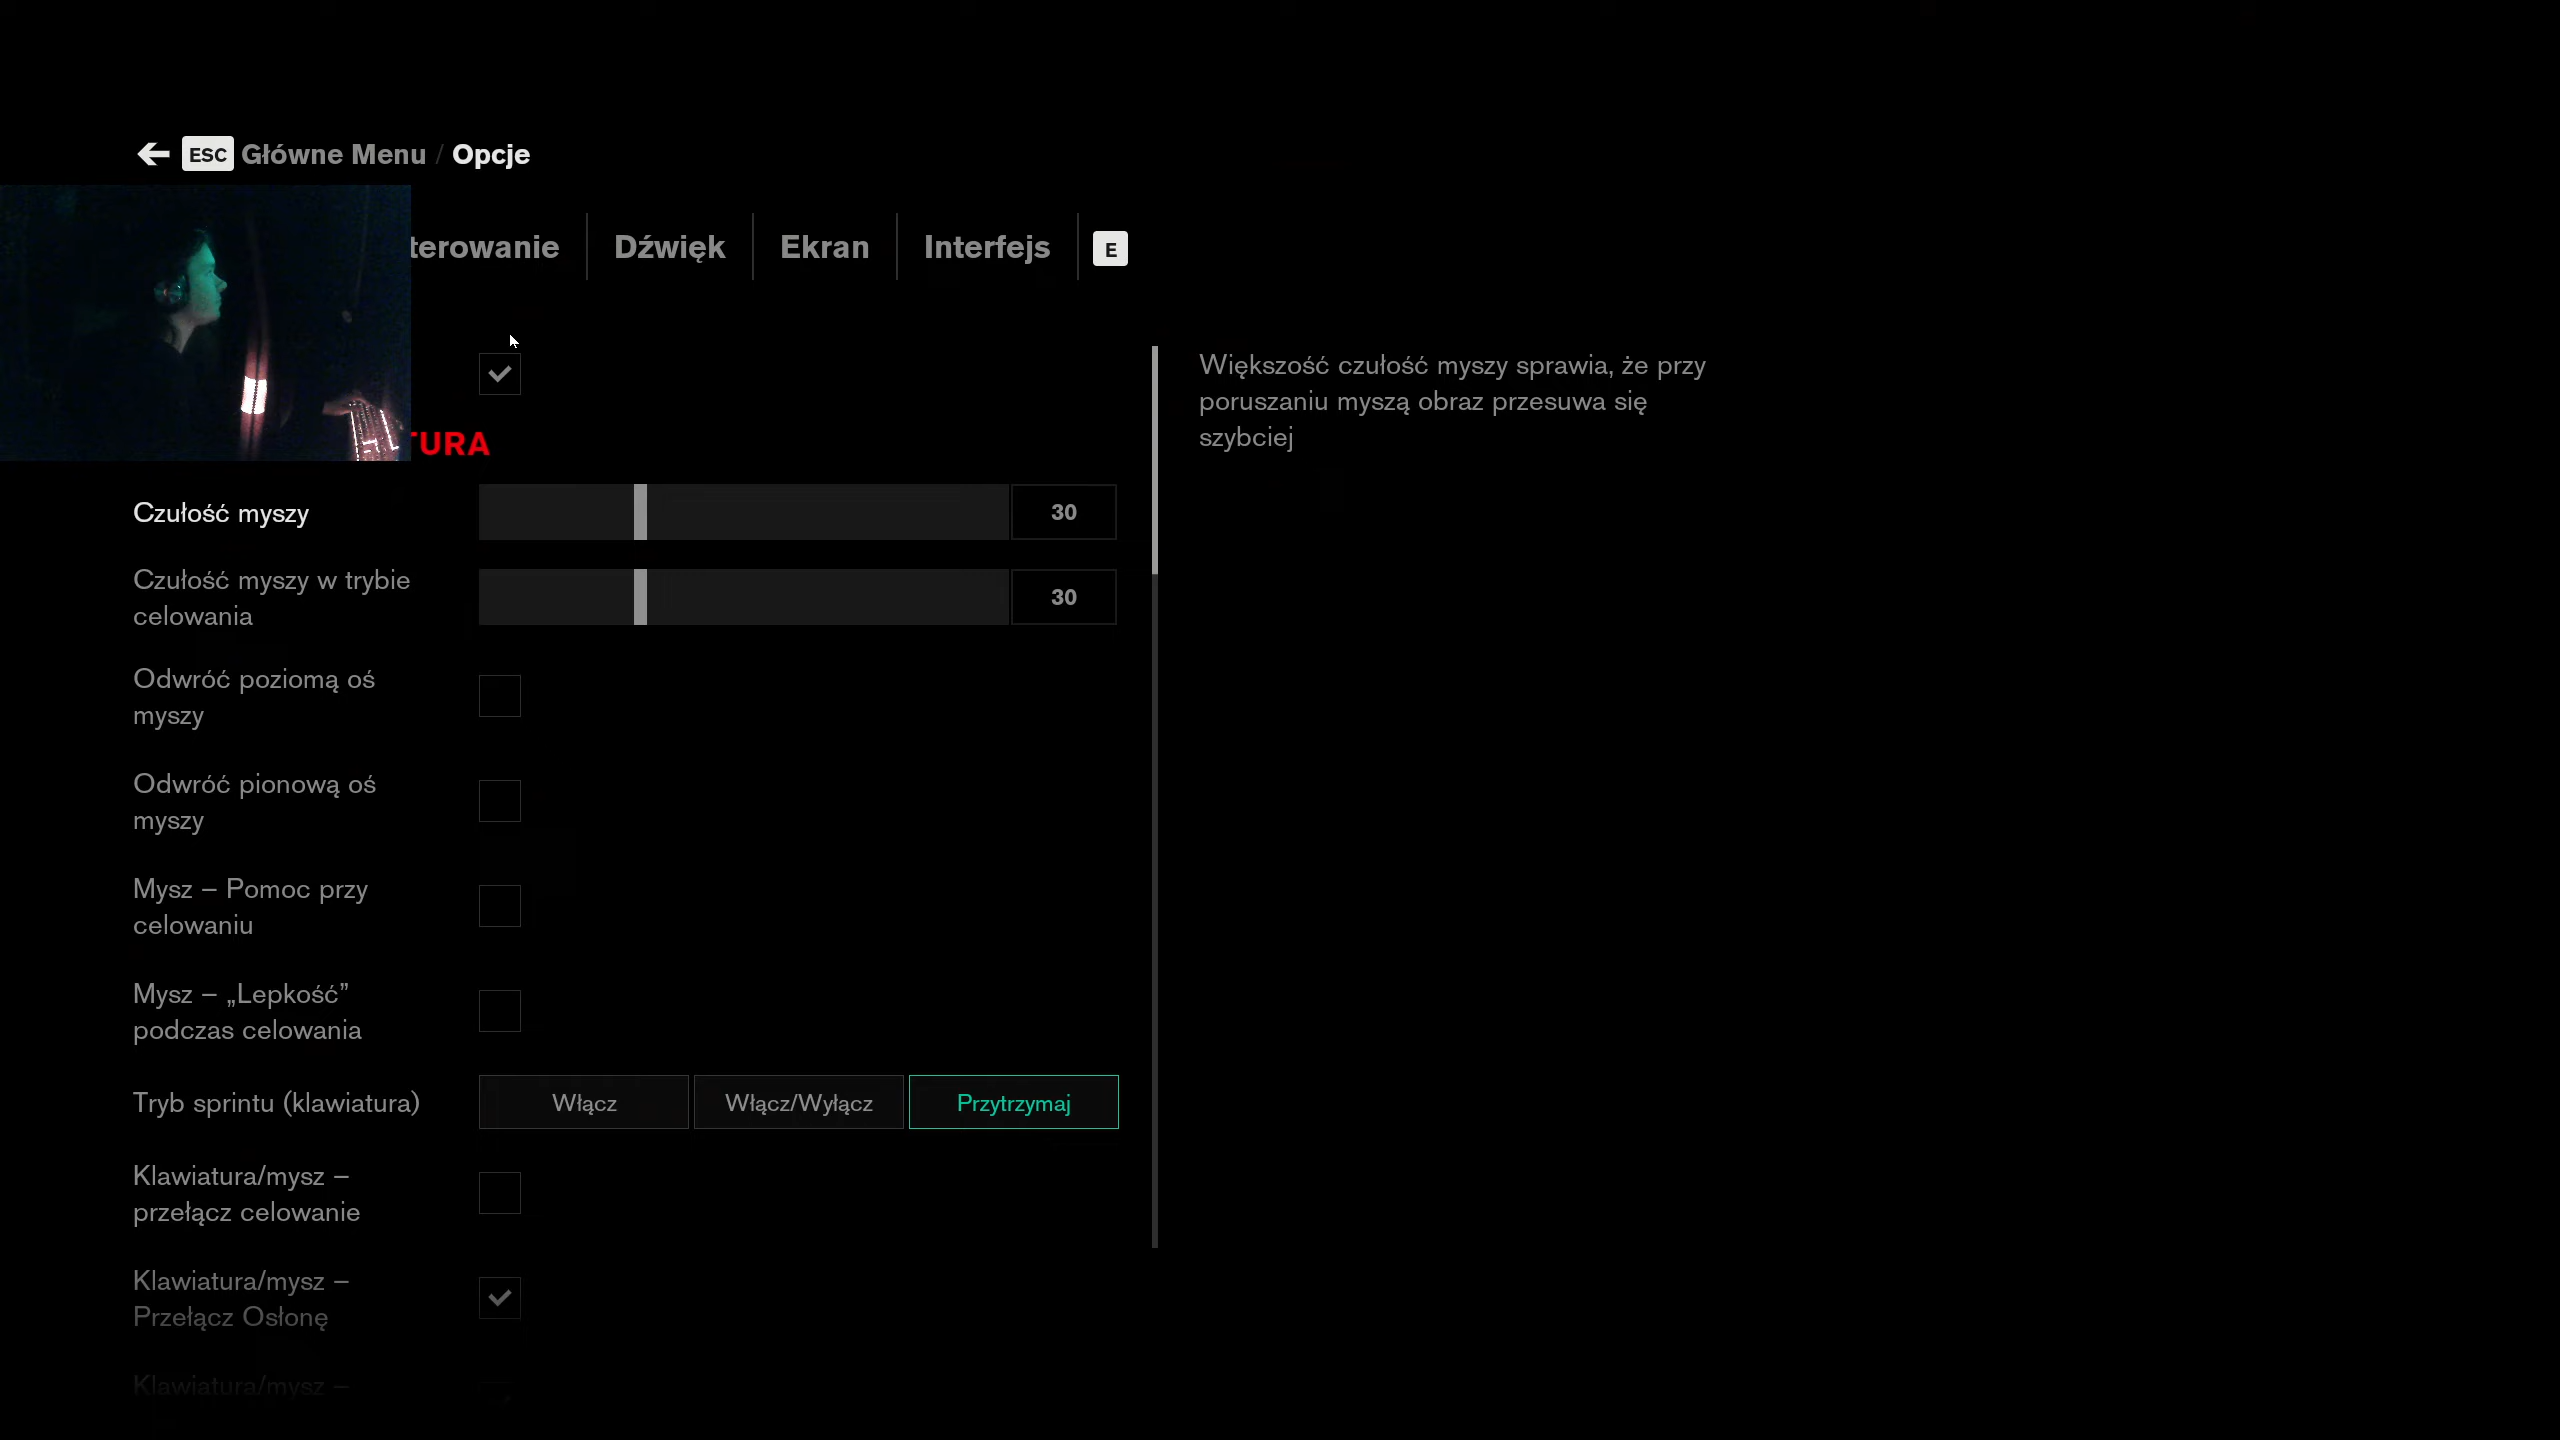 ESC Główne Menu / Opcje
terowanie
Dźwięk
Ekran
Interfejs
E
TURA
Czułość myszy
30
Czułość myszy w trybie
celowania
30
Odwróć poziomą oś
myszy
Odwróć pionową oś
myszy
Mysz – Pomoc przy
celowaniu
Mysz – „Lepkość”
podczas celowania
Tryb sprintu (klawiatura)
Włącz
Włącz/Wyłącz
Przytrzymaj
Klawiatura/mysz –
przełącz celowanie
Klawiatura/mysz –
Przełącz Osłonę
Klawiatura/mysz –
Większość czułość myszy sprawia, że przy
poruszaniu myszą obraz przesuwa się
szybciej